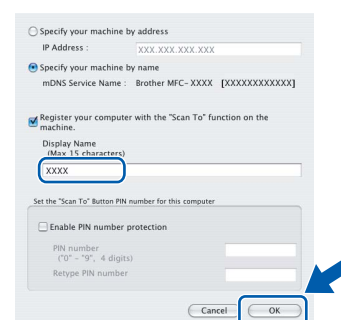 Specify your machine by address
IP Address : XXX.XXX.XXX.XXX
Specify your machine by name
mDNS Service Name : Brother MFC-XXXX [XXXXXXXXXXXX]
Register your computer with the "Scan To" function on the
machine.
Display Name
(Max 15 characters)
XXXX
Set the "Scan To" Button PIN number for this computer
Enable PIN number protection
PIN number
("0" - "9", 4 digits)
Retype PIN number
Cancel OK